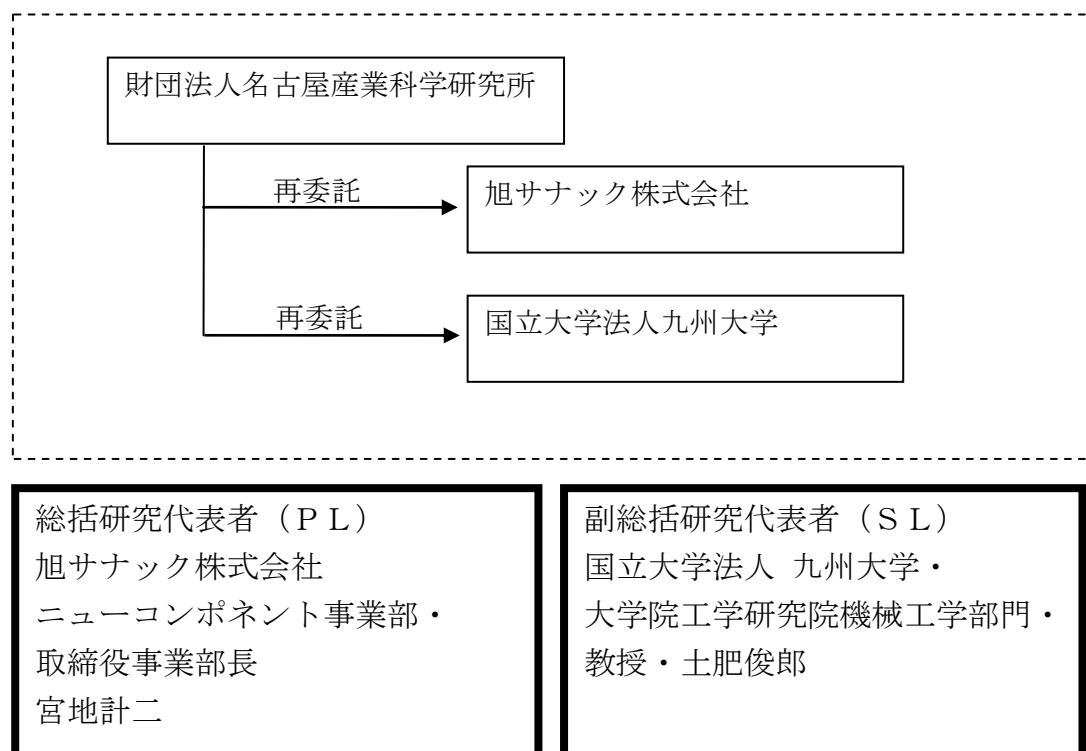 財団法人名古屋産業科学研究所
再委託
旭サナック株式会社
再委託
国立大学法人九州大学
総括研究代表者（ＰＬ）
旭サナック株式会社
ニューコンポネント事業部・
取締役事業部長
宮地計二
副総括研究代表者（ＳＬ）
国立大学法人 九州大学・
大学院工学研究院機械工学部門・
教授・土肥俊郎